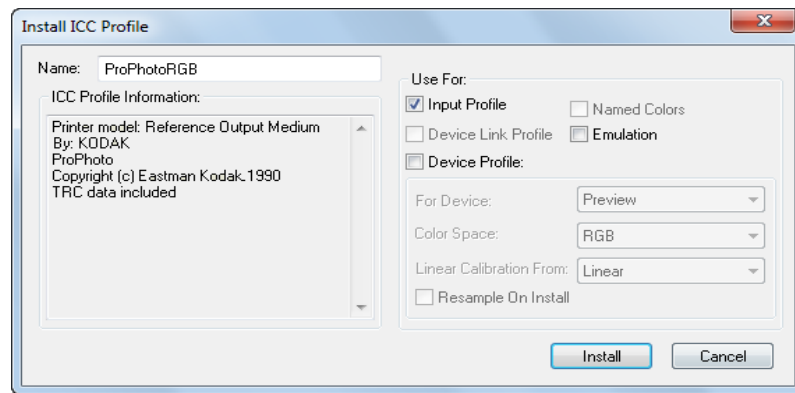 Install ICC Profile
Name: ProPhotoRGB
ICC Profile Information:
Printer model: Reference Output Medium
By: KODAK
ProPhoto
Copyright (c) Eastman Kodak 1990
TRC data included
Use For:
Input Profile
Named Colors
Device Link Profile
Emulation
Device Profile:
For Device: Preview
Color Space: RGB
Linear Calibration From: Linear
Resample On Install
Install
Cancel